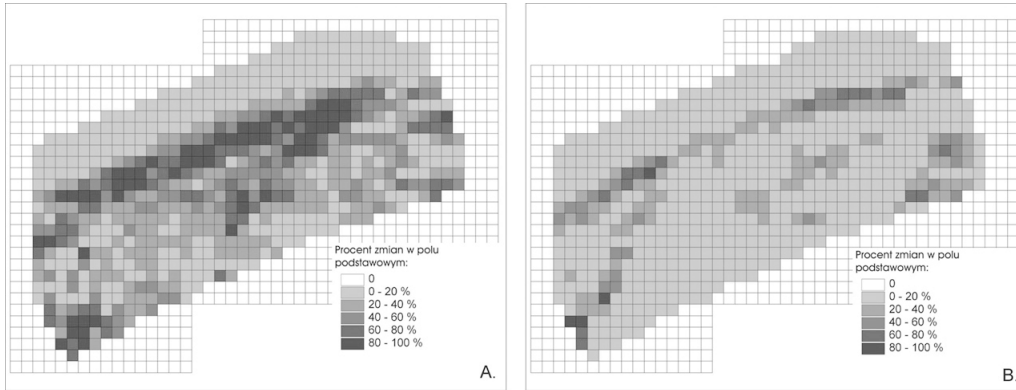 Procent zmian w polu
podstawowym:
0
0 - 20 %
20 - 40 %
40 - 60 %
60 - 80 %
80 - 100 %
A.
Procent zmian w polu
podstawowym:
0
0 - 20 %
20 - 40 %
40 - 60 %
60 - 80 %
80 - 100 %
B.